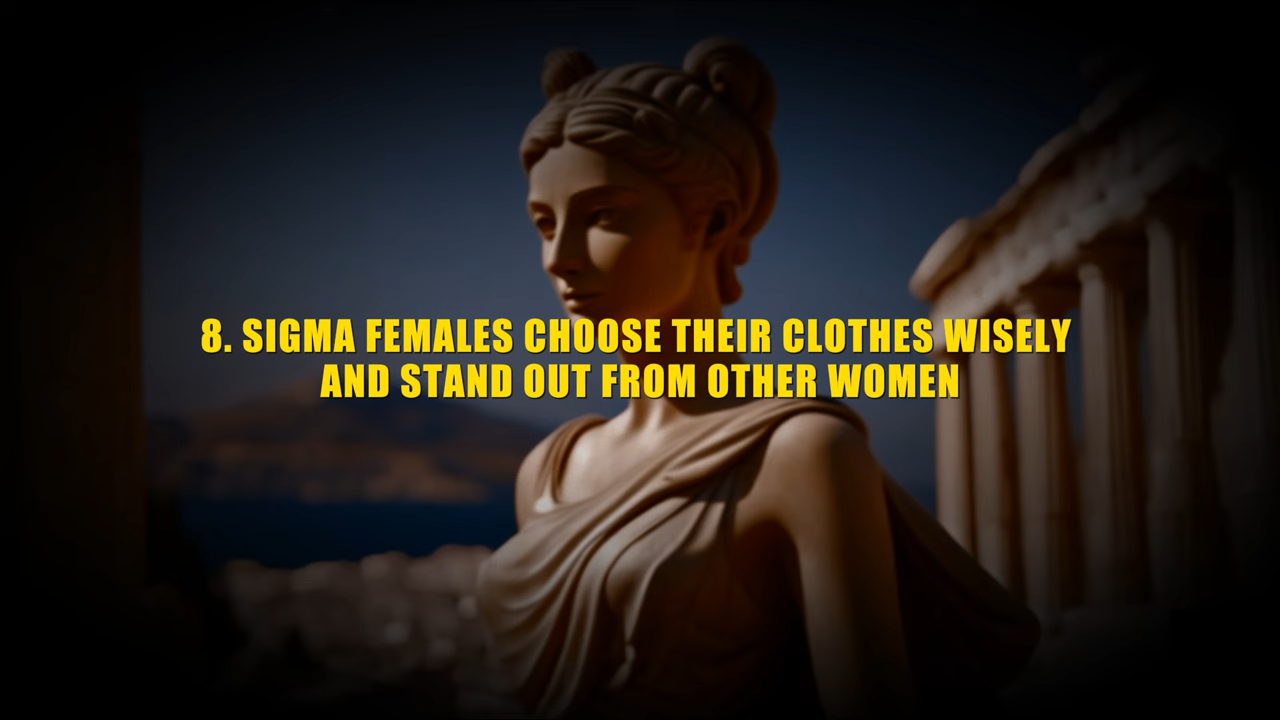 8. SIGMA FEMALES CHOOSE THEIR CLOTHES WISELY
AND STAND OUT FROM OTHER WOMEN